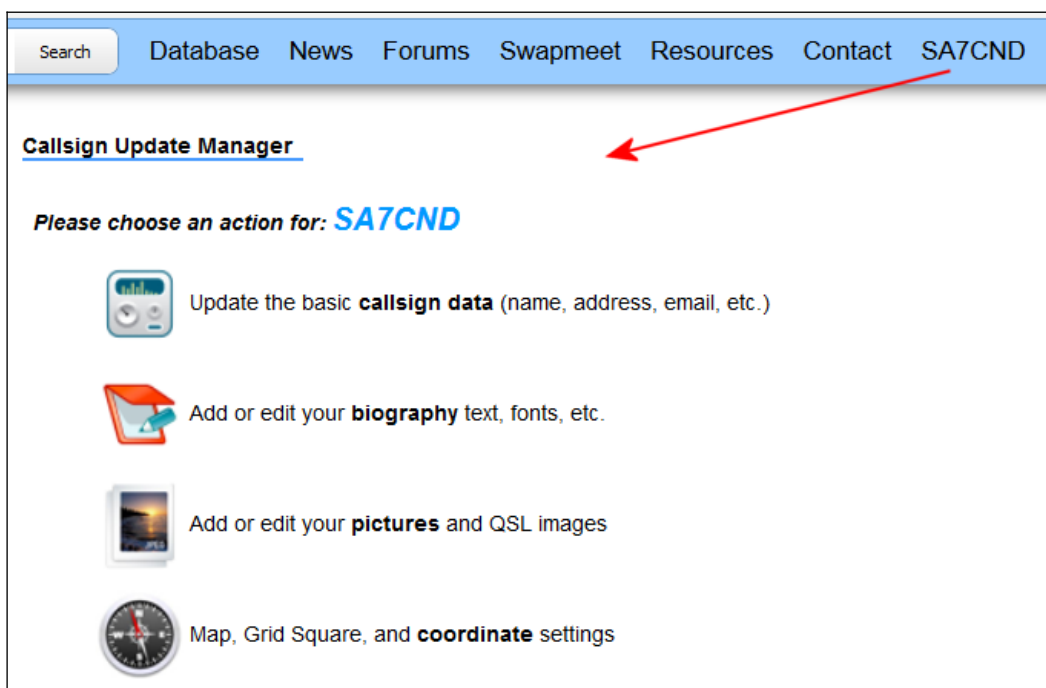 Search Database News Forums Swapmeet Resources Contact SA7CND
Callsign Update Manager
Please choose an action for: SA7CND
Update the basic callsign data (name, address, email, etc.)
Add or edit your biography text, fonts, etc.
JPEG
Add or edit your pictures and QSL images
Map, Grid Square, and coordinate settings